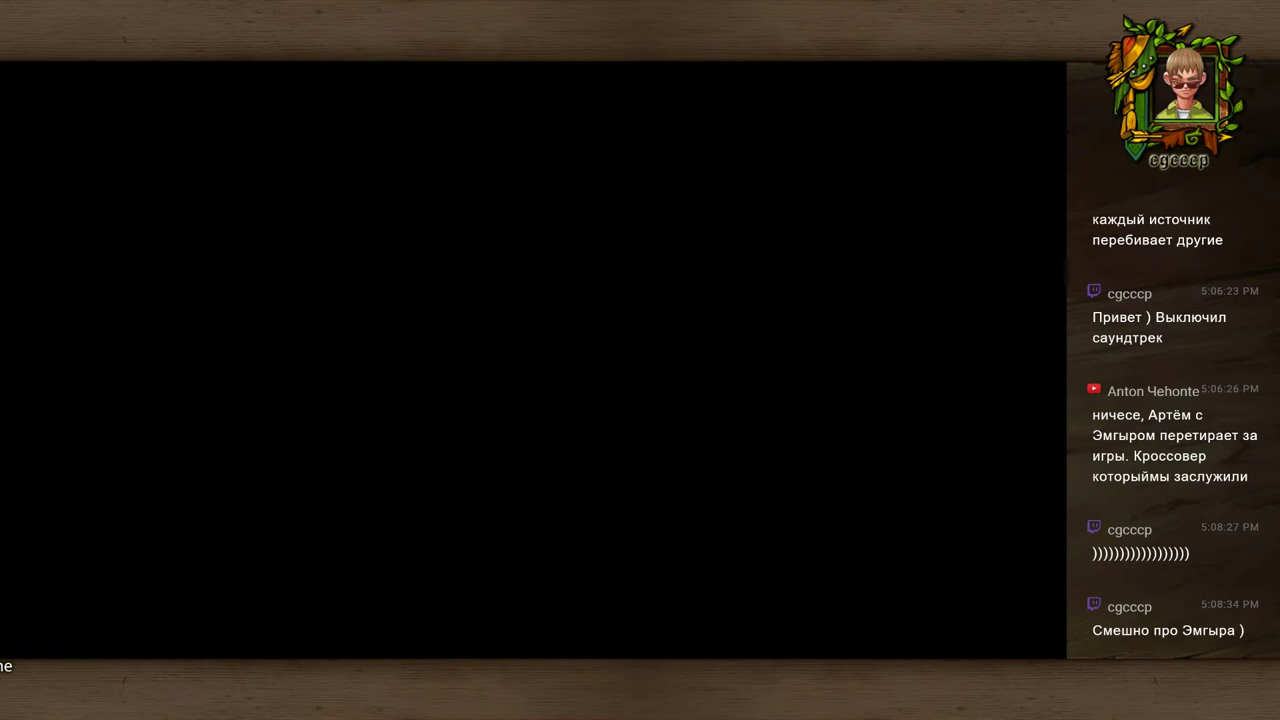 cgcccp
каждый источник
перебивает другие
cgcccp 5:06:23 PM
Привет ) Выключил
саундтрек
Anton Чehonte 5:06:26 PM
ничесе, Артём с
Эмгыром перетирает за
игры. Кроссовер
которыймы заслужили
cgcccp 5:08:27 PM
))))))))))))))))))
cgcccp 5:08:34 PM
Смешно про Эмгыра )
ne